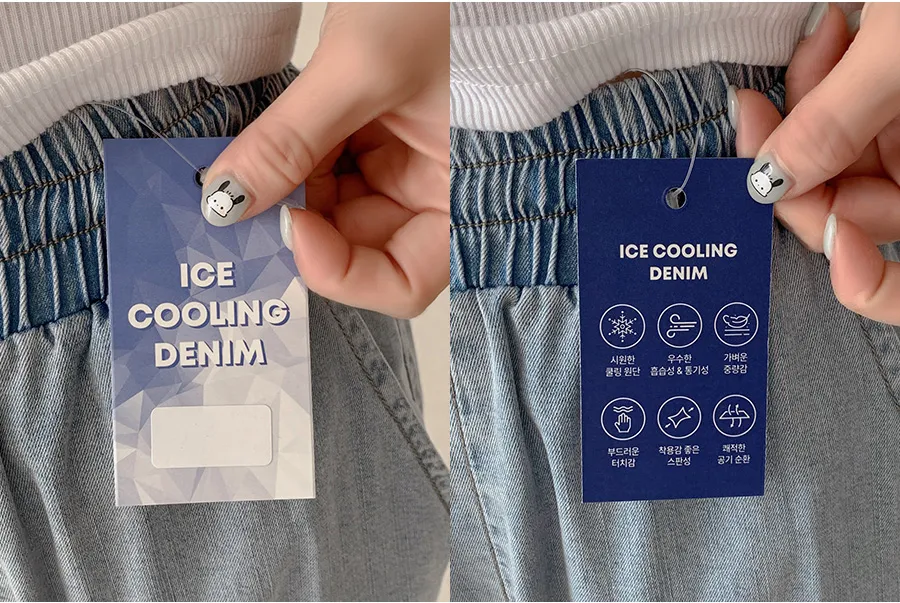 ICE
COOLING
DENIM
ICE COOLING
DENIM
시원한
쿨링 원단
우수한
흡습성 & 통기성
가벼운
중량감
부드러운
터치감
착용감 좋은
스판성
쾌적한
공기 순환